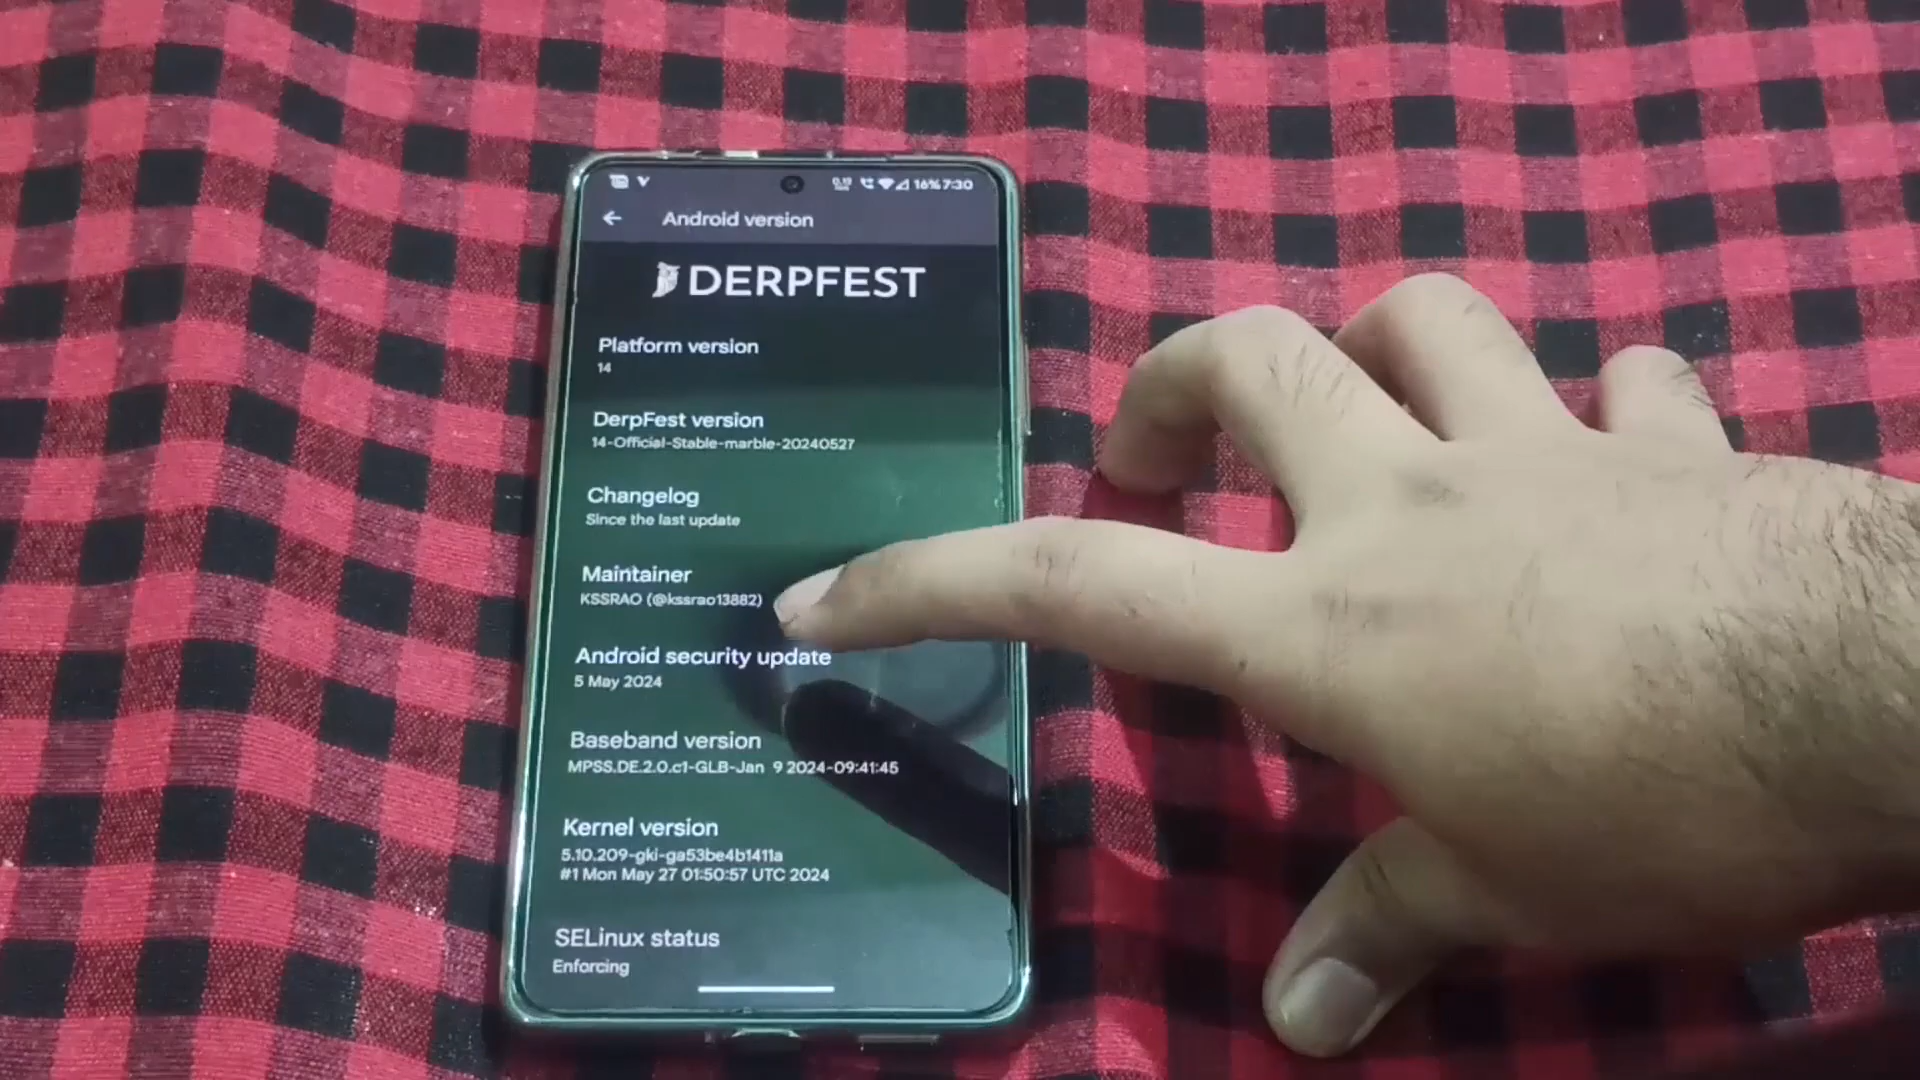 16% 7:30
Android version
DERPFEST
Platform version
14
DerpFest version
14-Official-Stable-marble-20240527
Changelog
Since the last update
Maintainer
KSSRAO (@kssrao13882)
Android security update
5 May 2024
Baseband version
MPSS.DE.2.0.c1-GLB-Jan 9 2024-09:41:45
Kernel version
5.10.209-gki-ga53be4b1411a
#1 Mon May 27 01:50:57 UTC 2024
SELinux status
Enforcing